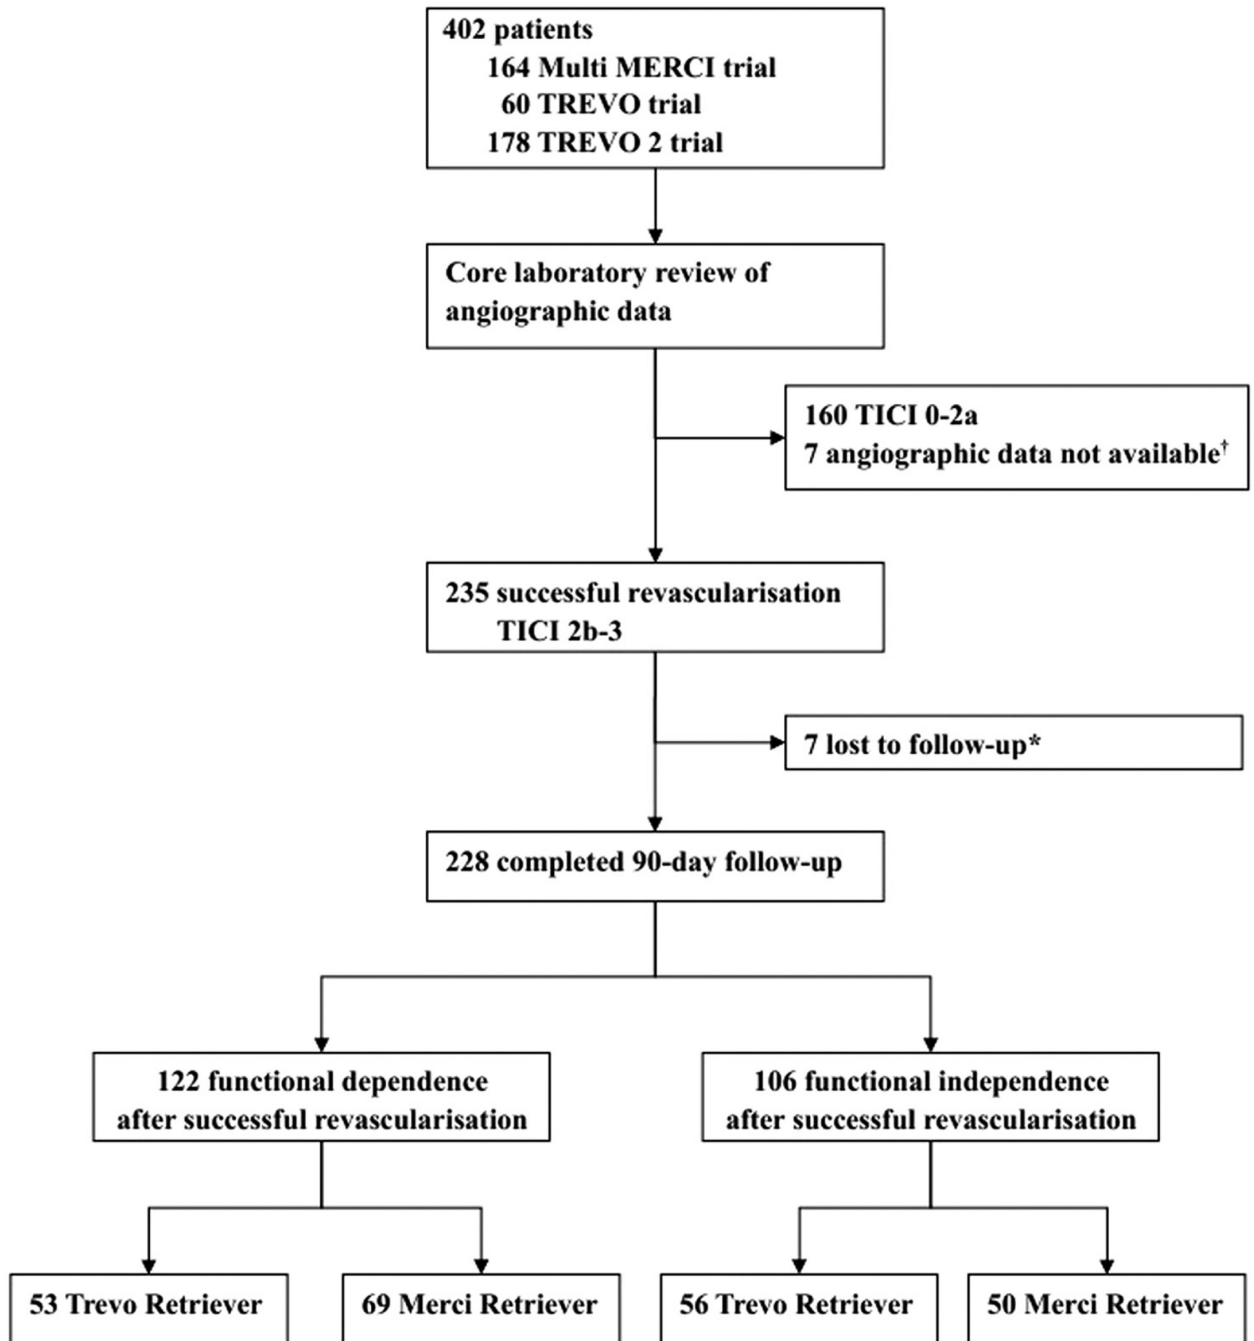 402 patients
164 Multi MERCI trial
60 TREVO trial
178 TREVO 2 trial
Core laboratory review of
angiographic data
160 TICI 0-2a
7 angiographic data not available†
235 successful revascularisation
TICI 2b-3
7 lost to follow-up*
228 completed 90-day follow-up
122 functional dependence
after successful revascularisation
106 functional independence
after successful revascularisation
53 Trevo Retriever
69 Merci Retriever
56 Trevo Retriever
50 Merci Retriever